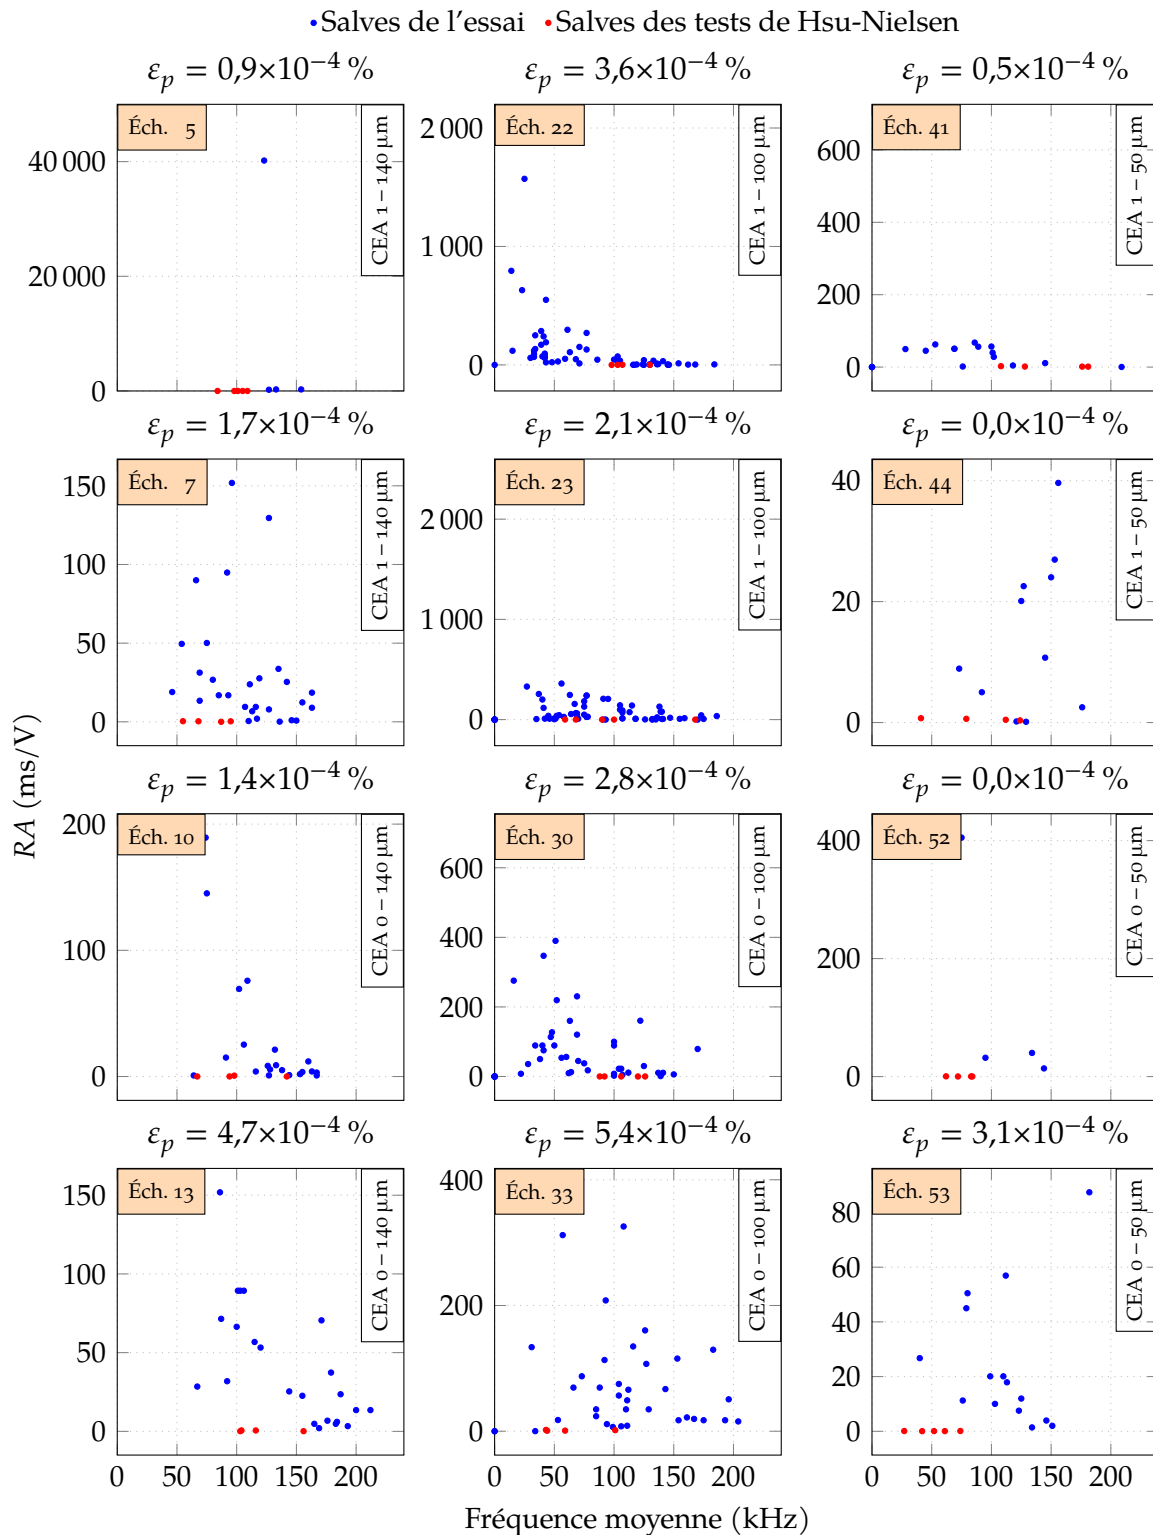 Salves de l'essai Salves des tests de Hsu-Nielsen
εp = 0,9×10−4 % εp = 3,6×10−4 % εp = 0,5×10−4 %
Éch. 5 CEA 1 – 140 µm Éch. 22 CEA 1 – 100 µm Éch. 41 CEA 1 – 50 µm
40 000 2 000 600
20 000 1 000 400
200
0 0 0
εp = 1,7×10−4 % εp = 2,1×10−4 % εp = 0,0×10−4 %
Éch. 7 CEA 1 – 140 µm Éch. 23 CEA 1 – 100 µm Éch. 44 CEA 1 – 50 µm
150 2 000 40
100 1 000 20
50
0 0 0
εp = 1,4×10−4 % εp = 2,8×10−4 % εp = 0,0×10−4 %
Éch. 10 CEA 0 – 140 µm Éch. 30 CEA 0 – 100 µm Éch. 52 CEA 0 – 50 µm
200 600 400
100 400 200
200
0 0 0
εp = 4,7×10−4 % εp = 5,4×10−4 % εp = 3,1×10−4 %
Éch. 13 CEA 0 – 140 µm Éch. 33 CEA 0 – 100 µm Éch. 53 CEA 0 – 50 µm
150 400 80
100 200 60
50 40
20
0 0 0
0 50 100 150 200 0 50 100 150 200 0 50 100 150 200
RA (ms/V)
Fréquence moyenne (kHz)